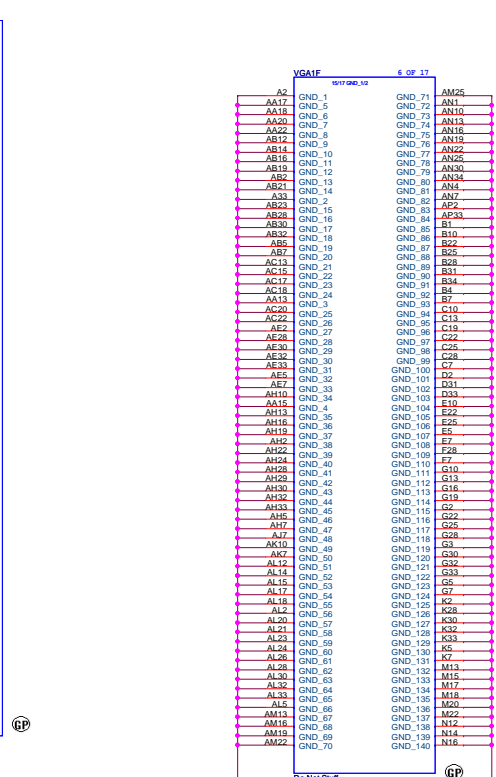 VGA1F 6 OF 17
15/17 GND_1/2
A2 GND_1 GND_71 AM25
AA17 GND_5 GND_72 AN1
AA18 GND_6 GND_73 AN10
AA20 GND_7 GND_74 AN13
AA22 GND_8 GND_75 AN16
AB12 GND_9 GND_76 AN19
AB14 GND_10 GND_77 AN22
AB16 GND_11 GND_78 AN25
AB19 GND_12 GND_79 AN30
AB2 GND_13 GND_80 AN34
AB21 GND_14 GND_81 AN4
A33 GND_2 GND_82 AN7
AB23 GND_15 GND_83 AP2
AB28 GND_16 GND_84 AP33
AB30 GND_17 GND_85 B1
AB32 GND_18 GND_86 B10
AB5 GND_19 GND_87 B22
AB7 GND_20 GND_88 B25
AC13 GND_21 GND_89 B28
AC15 GND_22 GND_90 B31
AC17 GND_23 GND_91 B34
AC18 GND_24 GND_92 B4
AA13 GND_3 GND_93 B7
AC20 GND_25 GND_94 C10
AC22 GND_26 GND_95 C13
AE2 GND_27 GND_96 C19
AE28 GND_28 GND_97 C22
AE30 GND_29 GND_98 C25
AE32 GND_30 GND_99 C28
AE33 GND_31 GND_100 C7
AE5 GND_32 GND_101 D2
AE7 GND_33 GND_102 D31
AH10 GND_34 GND_103 D33
AA15 GND_4 GND_104 E10
AH13 GND_35 GND_105 E22
AH16 GND_36 GND_106 E25
AH19 GND_37 GND_107 E5
AH2 GND_38 GND_108 E7
AH22 GND_39 GND_109 F28
AH24 GND_40 GND_110 F7
AH28 GND_41 GND_111 G10
AH29 GND_42 GND_112 G13
AH30 GND_43 GND_113 G16
AH32 GND_44 GND_114 G19
AH33 GND_45 GND_115 G2
AH5 GND_46 GND_116 G22
AH7 GND_47 GND_117 G25
AJ7 GND_48 GND_118 G28
AK10 GND_49 GND_119 G3
AK7 GND_50 GND_120 G30
AL12 GND_51 GND_121 G32
AL14 GND_52 GND_122 G33
AL15 GND_53 GND_123 G5
AL17 GND_54 GND_124 G7
AL18 GND_55 GND_125 K2
AL2 GND_56 GND_126 K28
AL20 GND_57 GND_127 K30
AL21 GND_58 GND_128 K32
AL23 GND_59 GND_129 K33
AL24 GND_60 GND_130 K5
AL26 GND_61 GND_131 K7
AL28 GND_62 GND_132 M13
AL30 GND_63 GND_133 M15
AL32 GND_64 GND_134 M17
AL33 GND_65 GND_135 M18
AL5 GND_66 GND_136 M20
AM13 GND_67 GND_137 M22
AM16 GND_68 GND_138 N12
AM19 GND_69 GND_139 N14
AM22 GND_70 GND_140 N16
GP
GP
Do Not Stuff